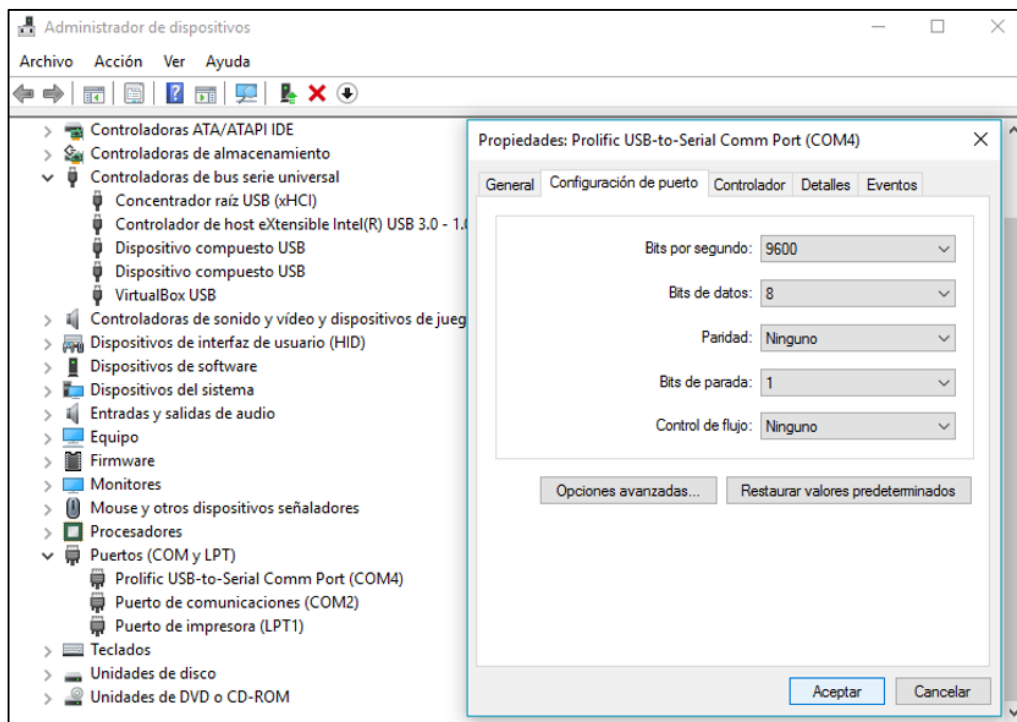 Administrador de dispositivos
Archivo Acción Ver Ayuda
Controladoras ATA/ATAPI IDE
Controladoras de almacenamiento
Controladoras de bus serie universal
Concentrador raíz USB (xHCI)
Controlador de host eXtensible Intel(R) USB 3.0 - 1.0
Dispositivo compuesto USB
Dispositivo compuesto USB
VirtualBox USB
Controladoras de sonido y vídeo y dispositivos de jueg
Dispositivos de interfaz de usuario (HID)
Dispositivos de software
Dispositivos del sistema
Entradas y salidas de audio
Equipo
Firmware
Monitores
Mouse y otros dispositivos señaladores
Procesadores
Puertos (COM y LPT)
Prolific USB-to-Serial Comm Port (COM4)
Puerto de comunicaciones (COM2)
Puerto de impresora (LPT1)
Teclados
Unidades de disco
Unidades de DVD o CD-ROM
Propiedades: Prolific USB-to-Serial Comm Port (COM4)
General Configuración de puerto Controlador Detalles Eventos
Bits por segundo: 9600
Bits de datos: 8
Paridad: Ninguno
Bits de parada: 1
Control de flujo: Ninguno
Opciones avanzadas... Restaurar valores predeterminados
Aceptar Cancelar